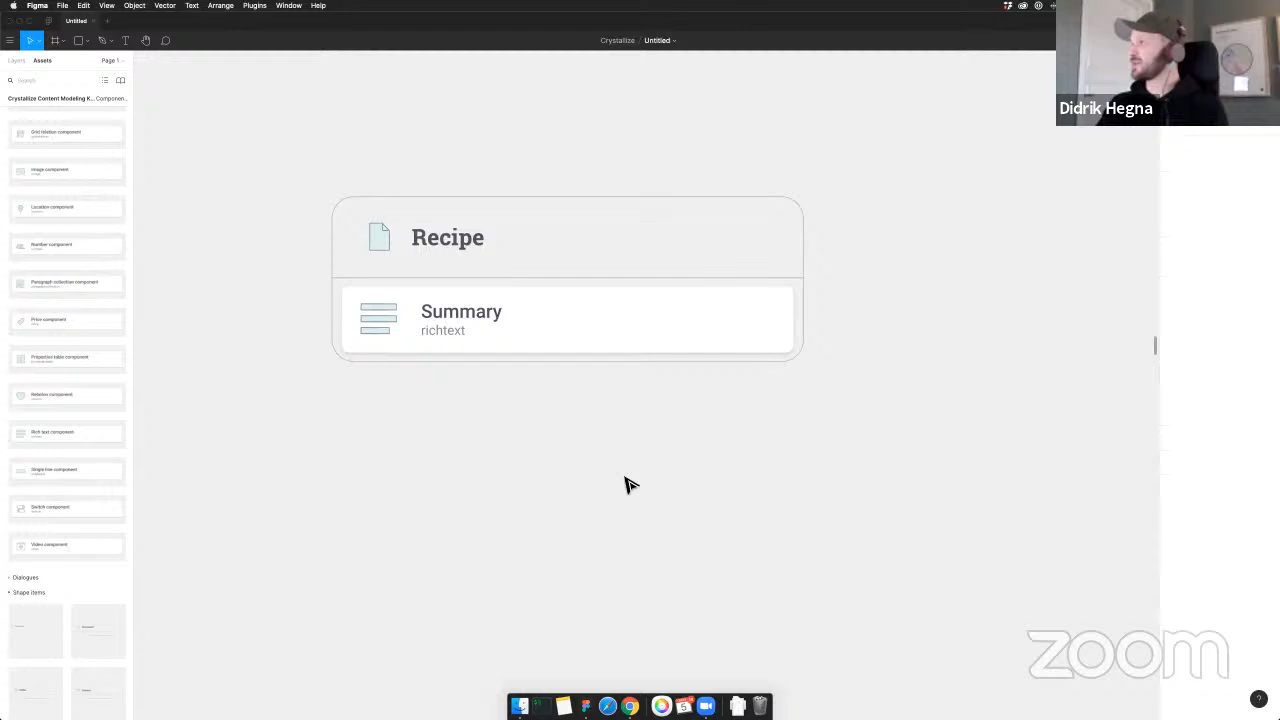 Figma File Edit View Object Vector Text Arrange Plugins Window Help
Untitled
Crystallize / Untitled
Layers Assets Page 1
Search
Crystallize Content Modeling K... Componen...
Grid relation component
Image component
Location component
Number component
Paragraph collection component
Price component
Properties table component
Relation component
Rich text component
Single line component
Switch component
Video component
Dialogues
Shape items
Recipe
Summary
richtext
Didrik Hegna
zoom
5
?